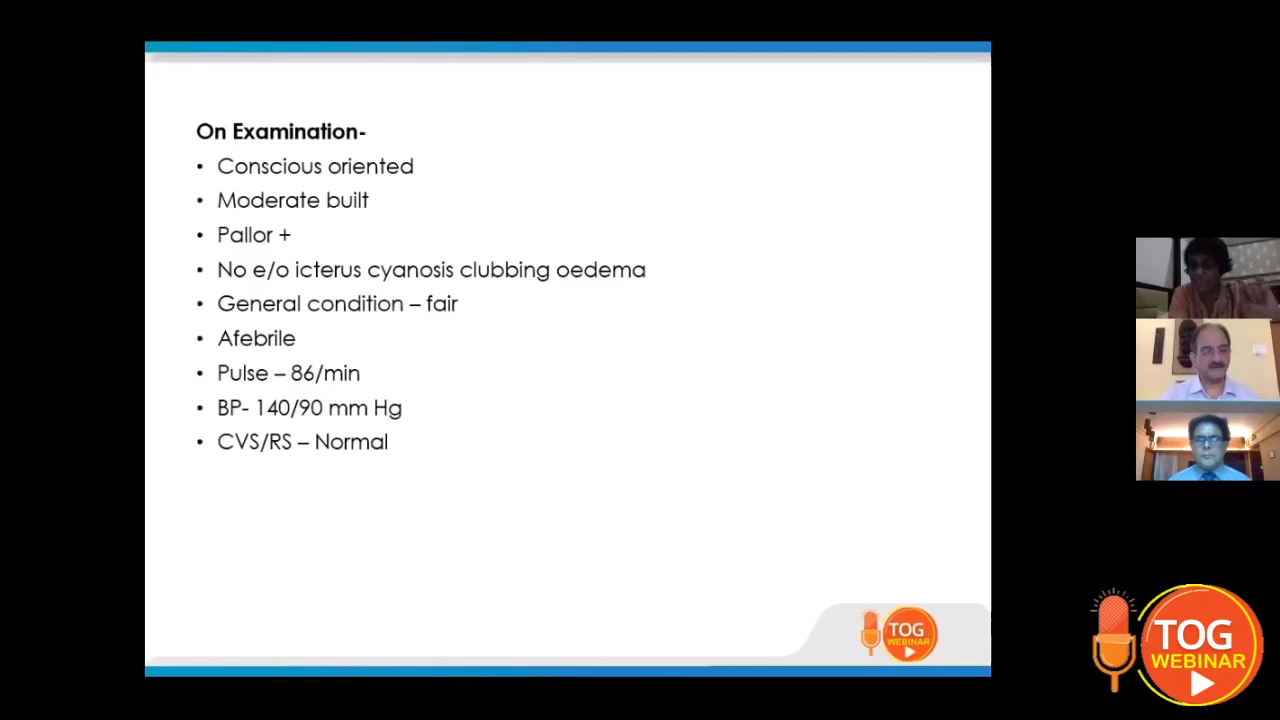 On Examination-
• Conscious oriented
• Moderate built
• Pallor +
• No e/o icterus cyanosis clubbing oedema
• General condition – fair
• Afebrile
• Pulse – 86/min
• BP- 140/90 mm Hg
• CVS/RS – Normal
TOG
WEBINAR
TOG
WEBINAR